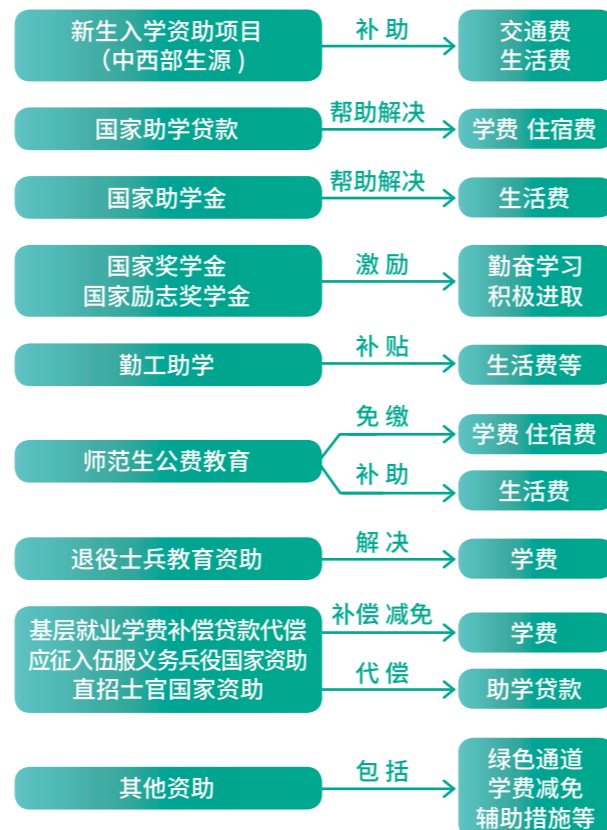 新生入学资助项目
（中西部生源)
补 助
交通费
生活费
国家助学贷款
帮助解决
学费 住宿费
国家助学金
帮助解决
生活费
国家奖学金
国家励志奖学金
激 励
勤奋学习
积极进取
勤工助学
补 贴
生活费等
师范生公费教育
免 缴
学费 住宿费
补 助
生活费
退役士兵教育资助
解 决
学费
基层就业学费补偿贷款代偿
应征入伍服义务兵役国家资助
直招士官国家资助
补偿 减免
学费
代 偿
助学贷款
其他资助
包 括
绿色通道
学费减免
辅助措施等